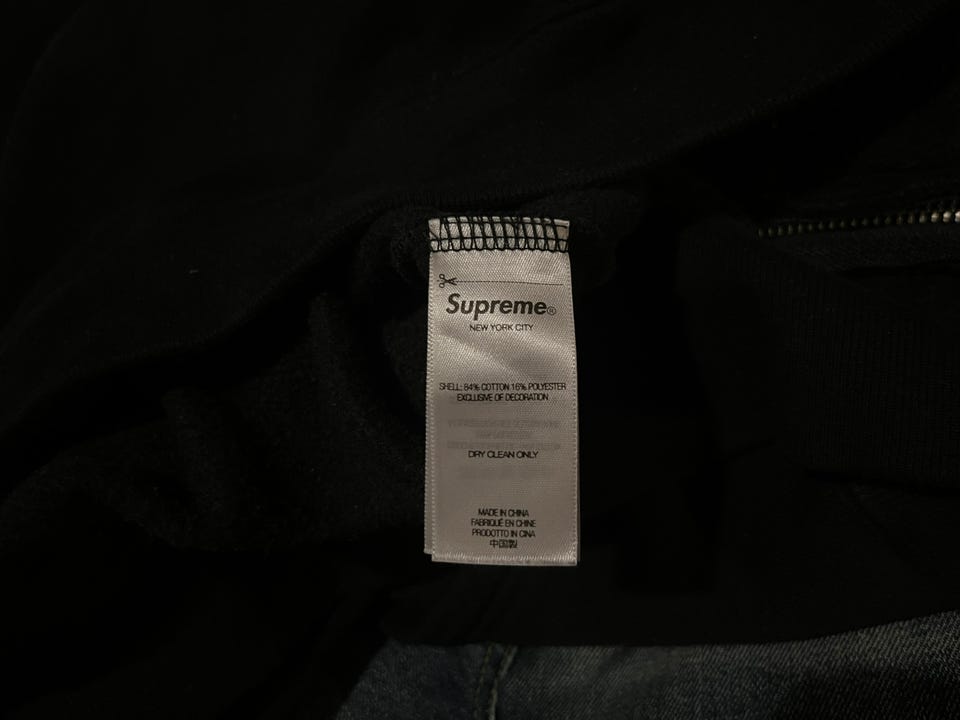 Supreme®
NEW YORK CITY
SHELL: 84% COTTON 16% POLYESTER
EXCLUSIVE OF DECORATION
DRY CLEAN ONLY
MADE IN CHINA
FABRIQUÉ EN CHINE
PRODOTTO IN CINA
中国製